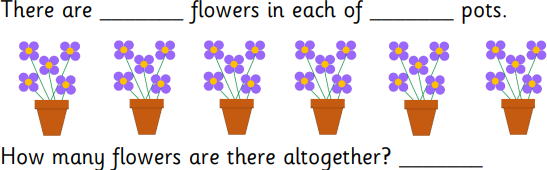 There are ________ flowers in each of ________ pots.
How many flowers are there altogether? ________